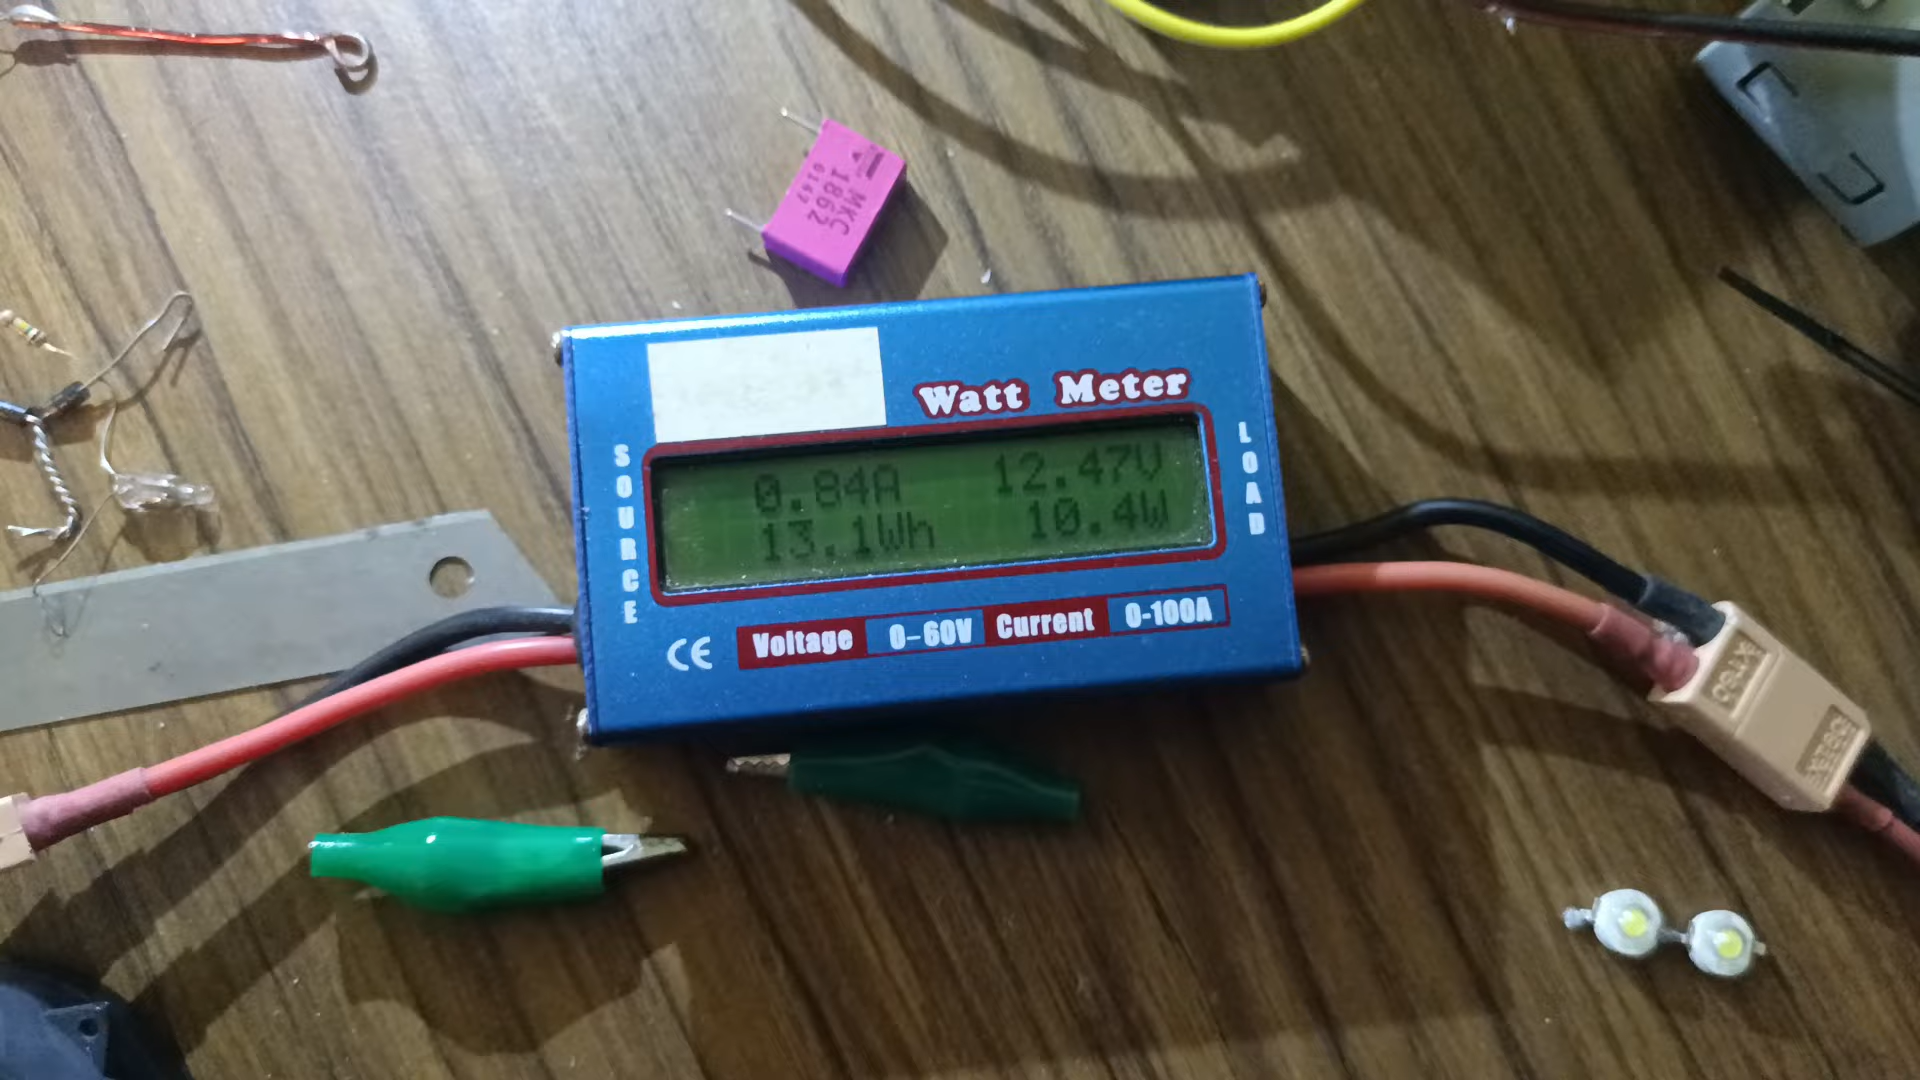 MKC
1862
0147
Watt Meter
SOURCE
LOAD
0.84A 12.47V
13.1Wh 10.4W
CE Voltage 0-60V Current 0-100A
XT60